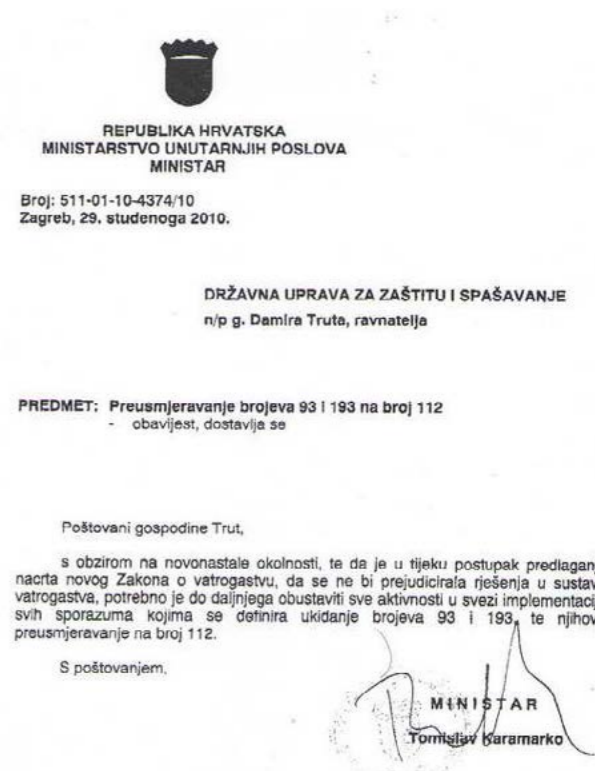 REPUBLIKA HRVATSKA
MINISTARSTVO UNUTARNJIH POSLOVA
MINISTAR
Broj: 511-01-10-4374/10
Zagreb, 29. studenoga 2010.
DRŽAVNA UPRAVA ZA ZAŠTITU I SPAŠAVANJE
n/p g. Damira Truta, ravnatelja
PREDMET: Preusmjeravanje brojeva 93 i 193 na broj 112
- obavijest, dostavlja se
Poštovani gospodine Trut,
s obzirom na novonastale okolnosti, te da je u tijeku postupak predlaganj
nacrta novog Zakona o vatrogastvu, da se ne bi prejudicirala rješenja u sustav
vatrogastva, potrebno je do daljnjega obustaviti sve aktivnosti u svezi implementacij
svih sporazuma kojima se definira ukidanje brojeva 93 i 193, te njihov
preusmjeravanje na broj 112.
S poštovanjem,
MINISTAR
Tomislav Karamarko